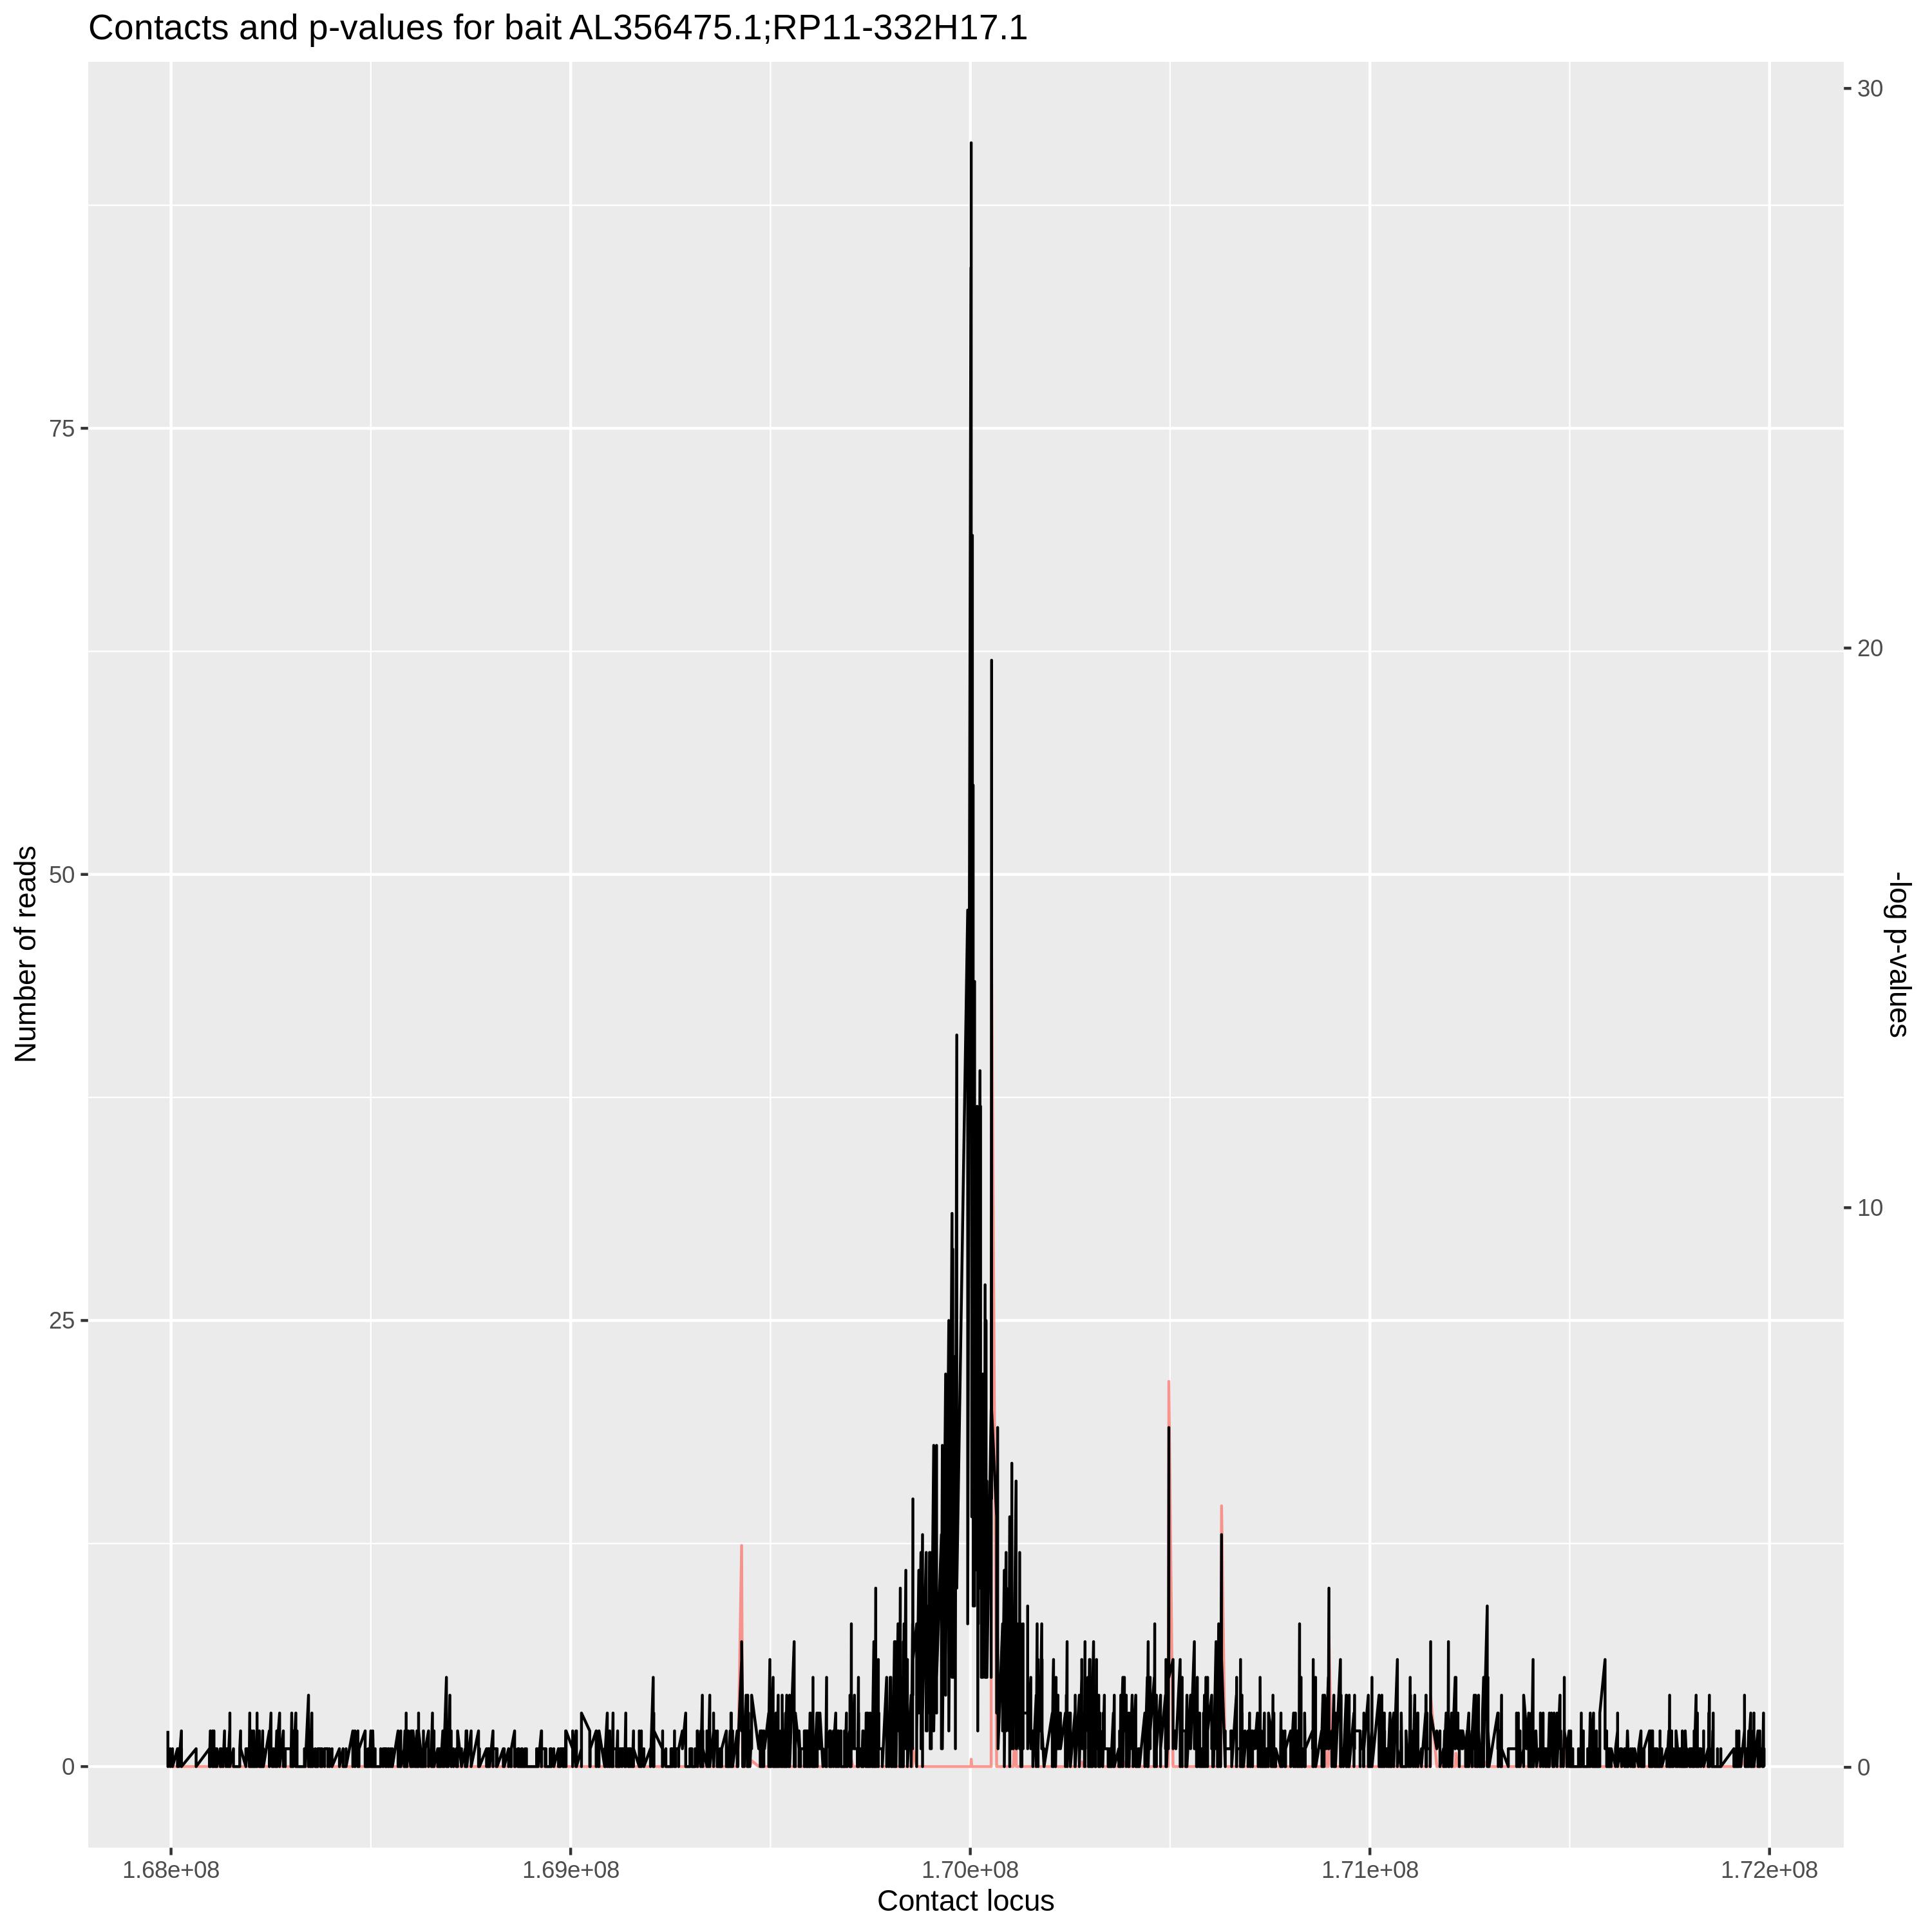 Contacts and p-values for bait AL356475.1;RP11-332H17.1
30
75
20
Number of reads
50
-log p-values
10
25
0
0
1.68e+08
1.69e+08
1.70e+08
1.71e+08
1.72e+08
Contact locus